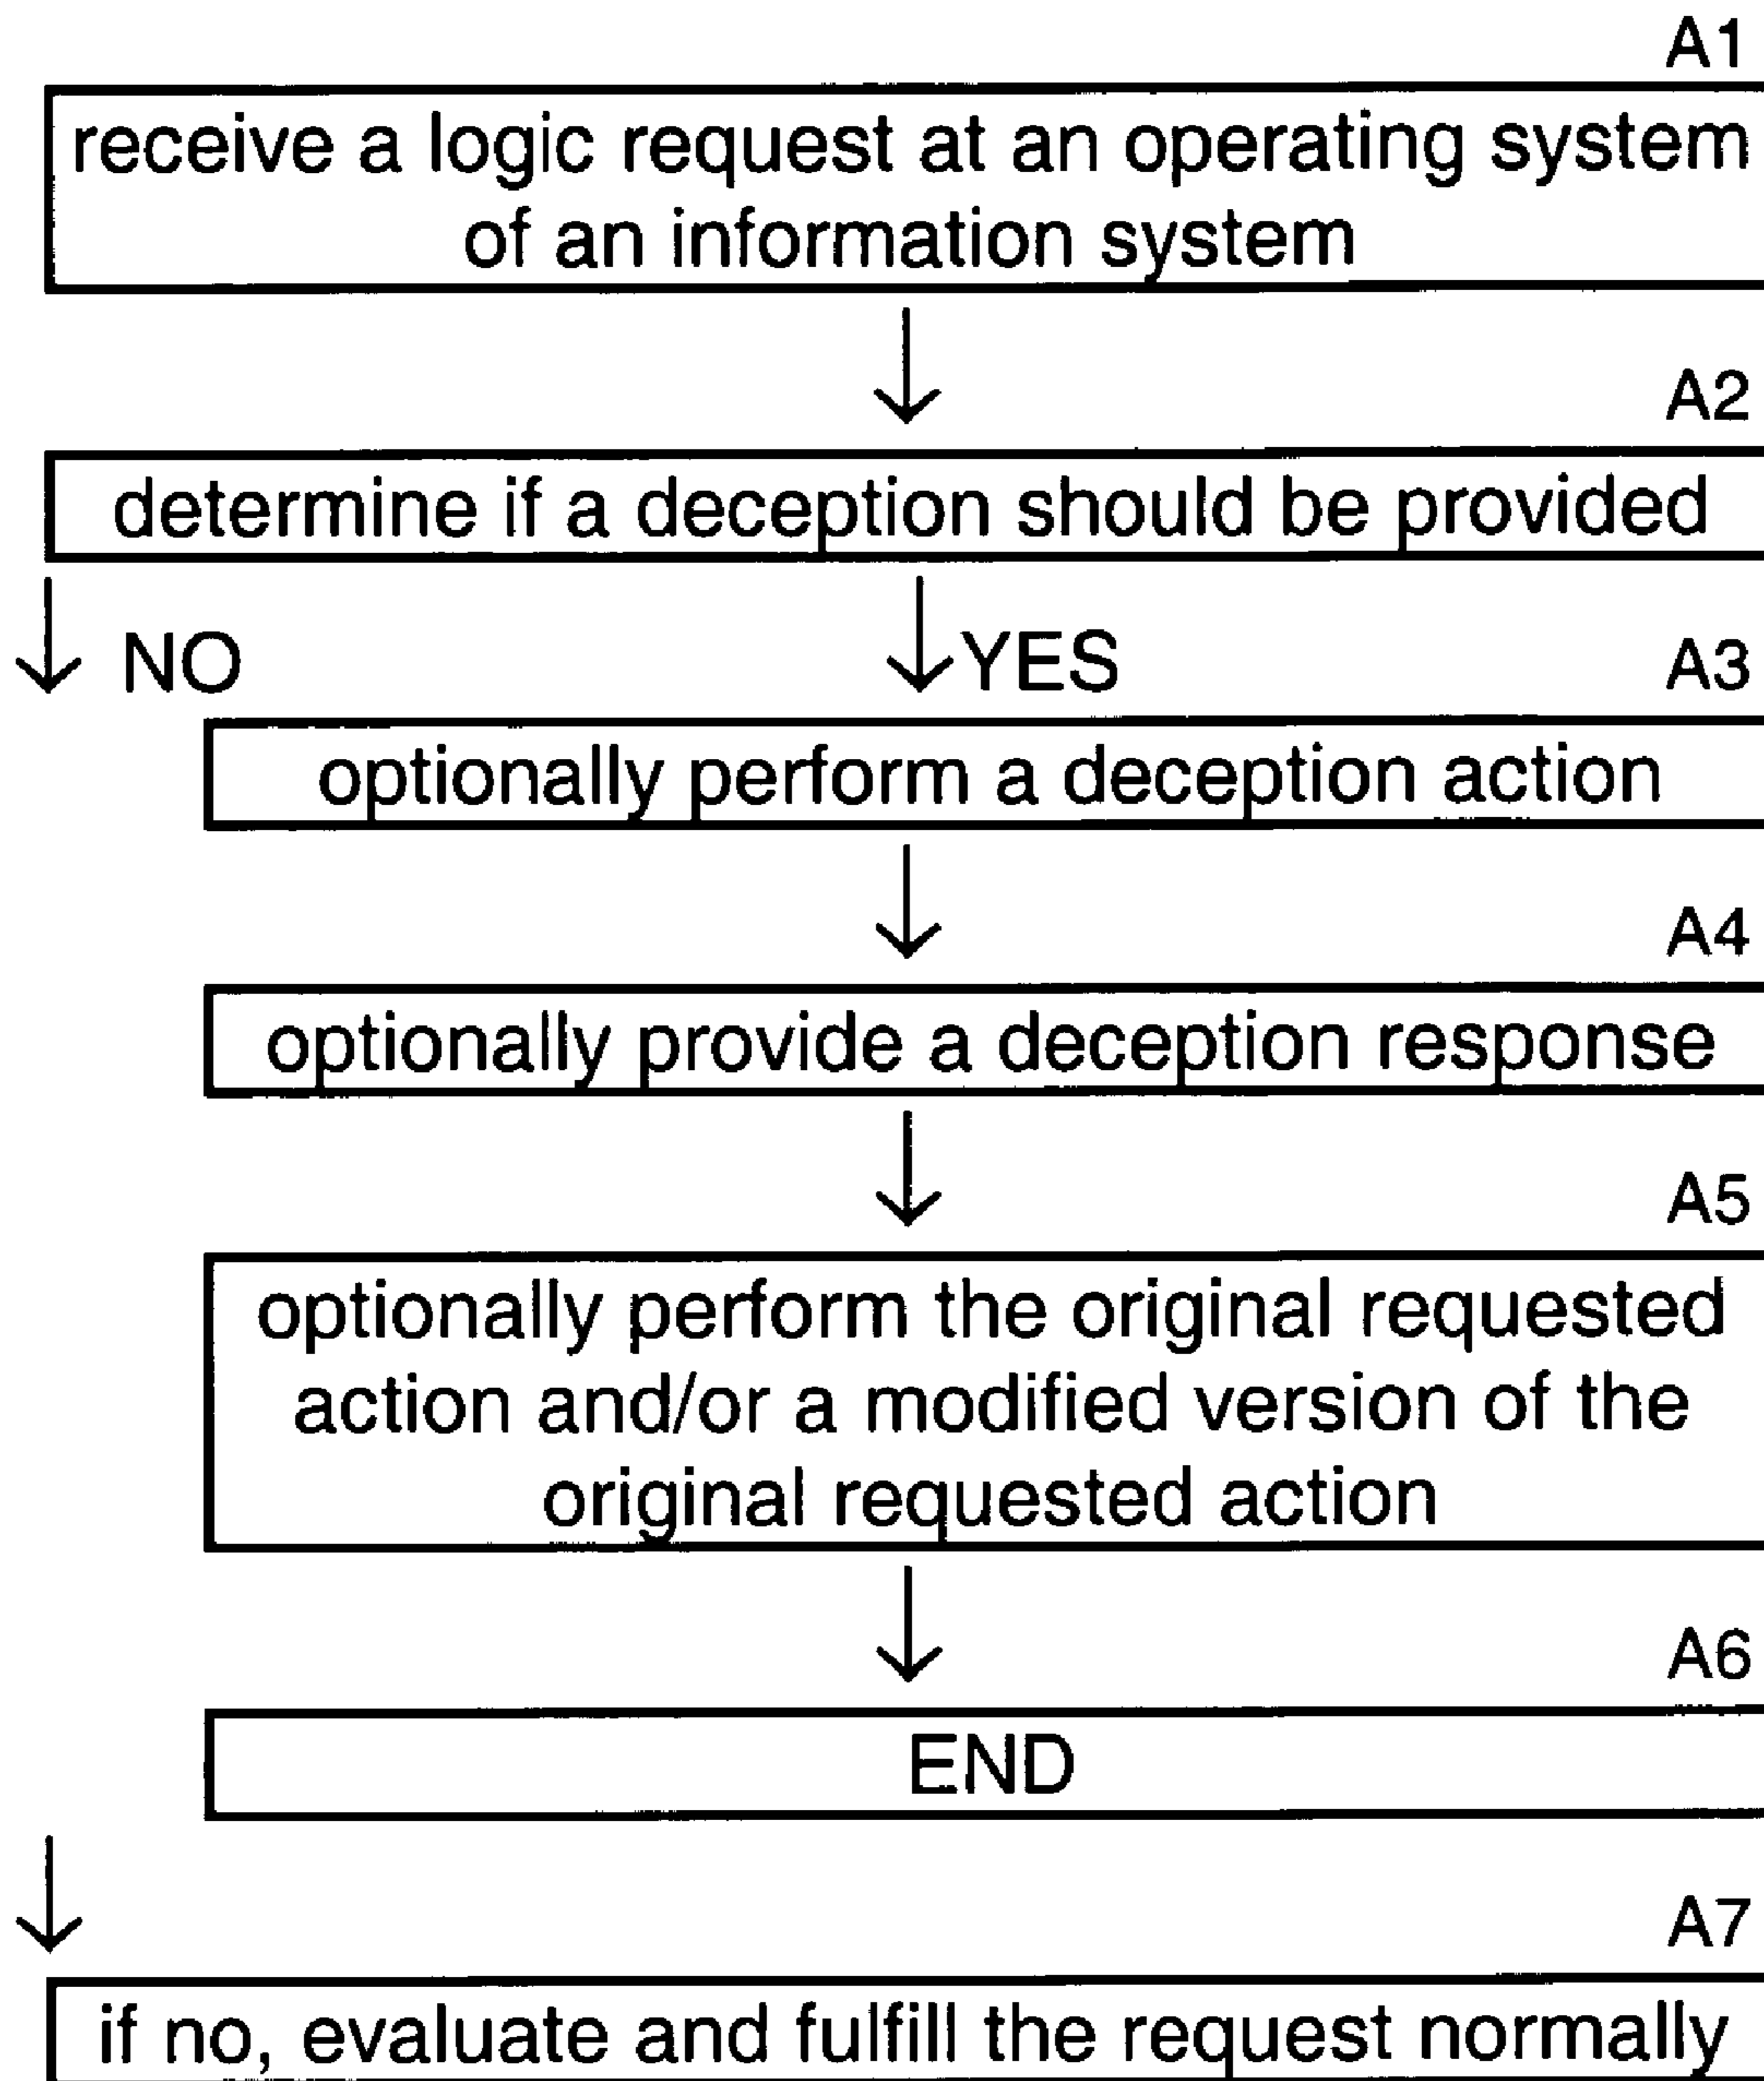 A1
receive a logic request at an operating system
of an information system
A2
determine if a deception should be provided
NO
YES
A3
optionally perform a deception action
A4
optionally provide a deception response
A5
optionally perform the original requested
action and/or a modified version of the
original requested action
A6
END
A7
if no, evaluate and fulfill the request normally